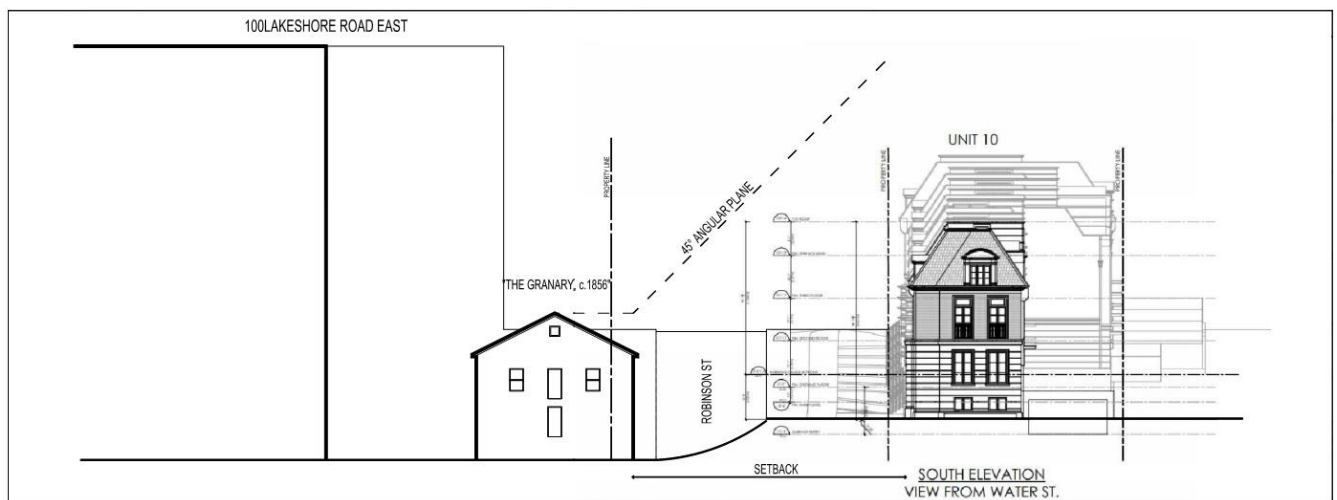 100LAKESHORE ROAD EAST
UNIT 10
PROPERTY LINE
PROPERTY LINE
PROPERTY LINE
45° ANGULAR PLANE
"THE GRANARY, c.1856"
ROBINSON ST
SETBACK
SOUTH ELEVATION
VIEW FROM WATER ST.